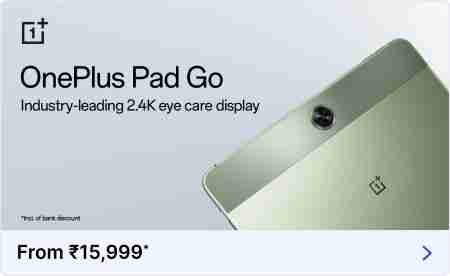 OnePlus Pad Go
Industry-leading 2.4K eye care display
*Incl. of bank discount
From ₹15,999*